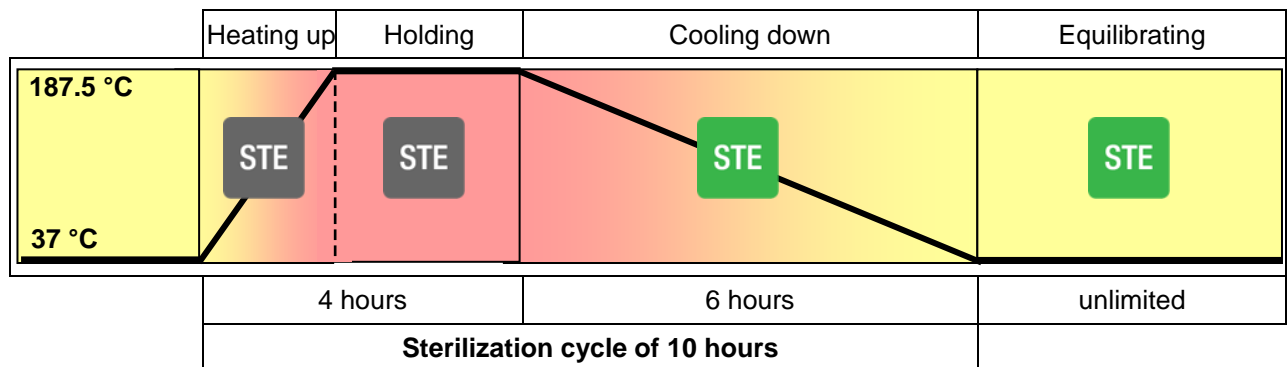 Heating up Holding Cooling down Equilibrating
187.5 °C
STE STE STE STE
37 °C
4 hours 6 hours unlimited
Sterilization cycle of 10 hours